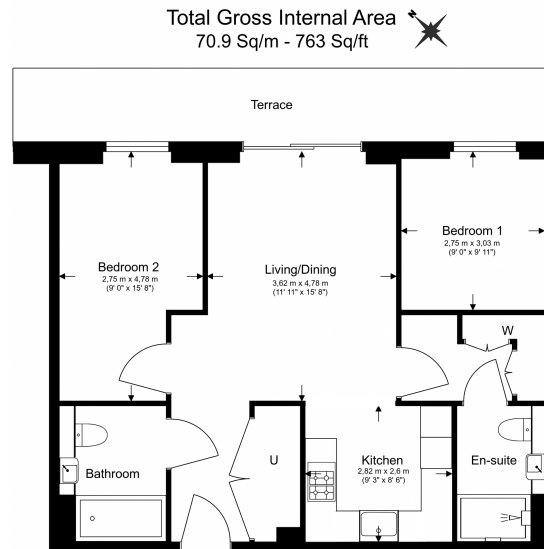 Total Gross Internal Area
N
70.9 Sq/m - 763 Sq/ft
Terrace
Bedroom 2
2,75 m x 4,78 m
(9' 0" x 15' 8")
Living/Dining
3,62 m x 4,78 m
(11' 11" x 15' 8")
Bedroom 1
2,75 m x 3,03 m
(9' 0" x 9' 11")
W
Bathroom
U
Kitchen
2,82 m x 2,6 m
(9' 3" x 8' 6")
En-suite